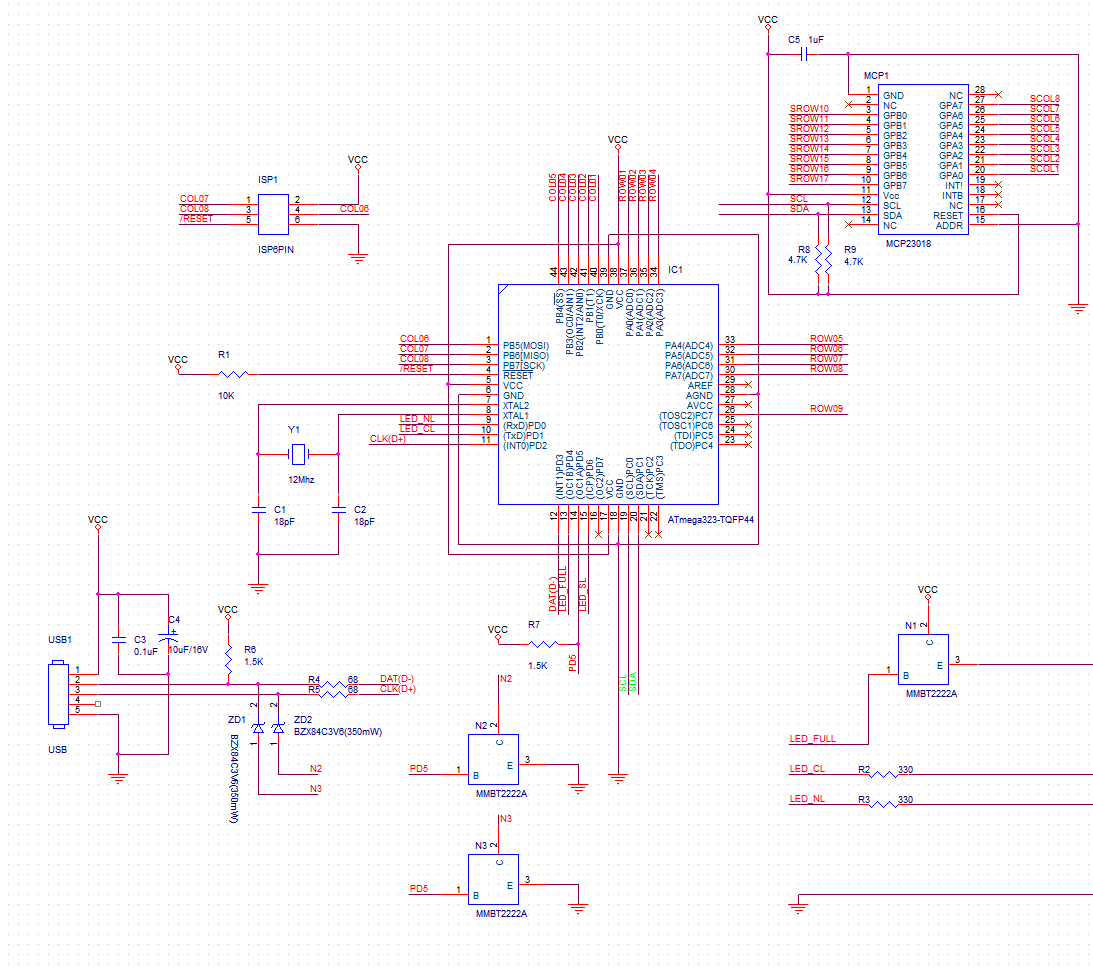 VCC
C5 1uF
MCP1
1 GND NC 28
2 NC GPA7 27 SCOL8
SROW10 3 GPB0 GPA6 26 SCOL7
SROW11 4 GPB1 GPA5 25 SCOL6
SROW12 5 GPB2 GPA4 24 SCOL5
SROW13 6 GPB3 GPA3 23 SCOL4
SROW14 7 GPB4 GPA2 22 SCOL3
SROW15 8 GPB5 GPA1 21 SCOL2
SROW16 9 GPB6 GPA0 20 SCOL1
SROW17 10 GPB7 INT! 19
11 Vcc INTB 18
SCL 12 SCL NC 17
SDA 13 SDA RESET 16
14 NC ADDR 15
MCP23018
R8
4.7K
R9
4.7K
VCC
ISP1
COL07 1 2
COL08 3 4 COL06
/RESET 5 6
ISP6PIN
VCC
COL05 COL04 COL03 COL02 COL01 ROW01 ROW02 ROW03 ROW04
44 43 42 41 40 39 38 37 36 35 34
IC1
PB4(SS)
PB3(OC0/AIN1)
PB2(INT2/AIN0)
PB1(T1)
PB0(T0/XCK)
GND
VCC
PA0(ADC0)
PA1(ADC1)
PA2(ADC2)
PA3(ADC3)
COL06 1 PB5(MOSI)
COL07 2 PB6[MISO)
COL08 3 PB7[SCK)
/RESET 4 RESET
5 VCC
6 GND
7 XTAL2
8 XTAL1
LED_NL 9 (RxD)PD0
LED_CL 10 (TxD)PD1
CLK(D+) 11 (INT0)PD2
PA4(ADC4) 33 ROW05
PA5(ADC5) 32 ROW06
PA6(ADC6) 31 ROW07
PA7(ADC7) 30 ROW08
AREF 29
AGND 28
AVCC 27
(TOSC2)PC7 26 ROW09
(TOSC1)PC6 25
(TDI)PC5 24
(TDO)PC4 23
(INT1)PD3
(OC1B)PD4
(OC1A)PD5
(ICP)PD6
(OC2)PD7
VCC
GND
(SCL)PC0
(SDA)PC1
(TCK)PC2
(TMS)PC3
12 13 14 15 16 17 18 19 20 21 22
ATmega323-TQFP44
DAT(D-)
LED_FULL
LED_SL
PD5
SCL
SDA
VCC
R1
10K
Y1
12Mhz
C1
18pF
C2
18pF
VCC
C3
0.1uF
C4
+
10uF/16V
VCC
R6
1.5K
USB1
1
2
3
4
5
USB
R4 68 DAT(D-)
R5 68 CLK(D+)
2 2
ZD1
ZD2
BZX84C3V6(350mW)
1 1
BZX84C3V6(350mW)
N2
N3
VCC
R7
1.5K
N2
N2 2
C
E 3
PD5 1 B
MMBT2222A
N3
N3 2
C
E 3
PD5 1 B
MMBT2222A
VCC
N1 2
C
E 3
1 B
MMBT2222A
LED_FULL
LED_CL R2 330
LED_NL R3 330